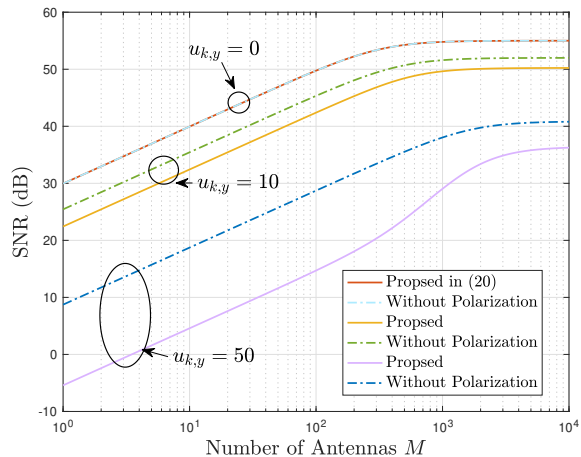 60
50
40
30
20
10
0
-10
SNR (dB)
u_{k,y} = 0
u_{k,y} = 10
u_{k,y} = 50
Propsed in (20)
Without Polarization
Propsed
Without Polarization
Propsed
Without Polarization
10^0
10^1
10^2
10^3
10^4
Number of Antennas M